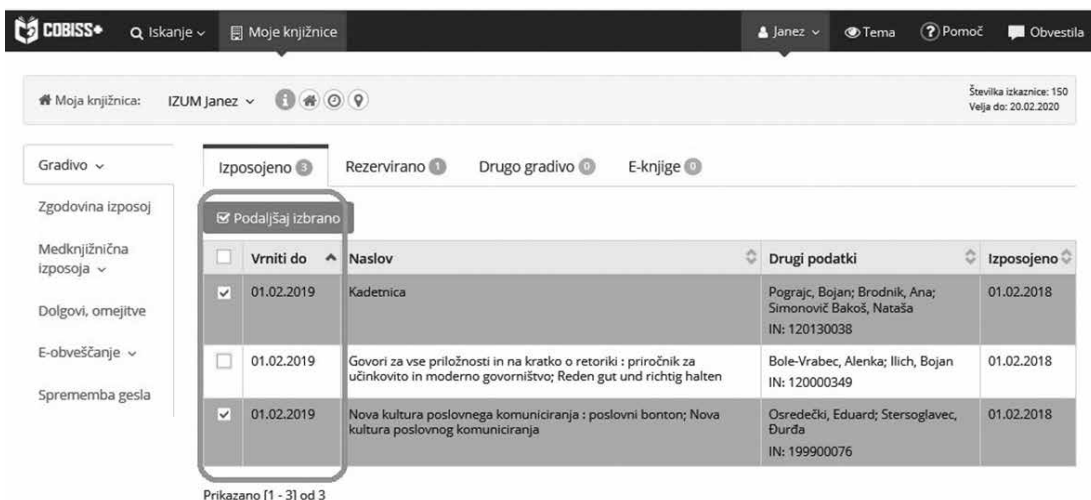 COBISS+ Iskanje Moje knjižnice Janez Tema Pomoč Obvestila
Moja knjižnica: IZUM Janez
Številka izkaznice: 150
Velja do: 20.02.2020
Gradivo
Zgodovina izposoj
Medknjižnična
izposoja
Dolgovi, omejitve
E-obveščanje
Sprememba gesla
Izposojeno 3 Rezervirano 1 Drugo gradivo 0 E-knjige 0
Podaljšaj izbrano
Vrniti do Naslov Drugi podatki Izposojeno
01.02.2019 Kadetnica Pograjc, Bojan; Brodnik, Ana; 01.02.2018
Simonovič Bakoš, Nataša
IN: 120130038
01.02.2019 Govori za vse priložnosti in na kratko o retoriki : priročnik za Bole-Vrabec, Alenka; Ilich, Bojan 01.02.2018
učinkovito in moderno govorništvo; Reden gut und richtig halten
IN: 120000349
01.02.2019 Nova kultura poslovnega komuniciranja : poslovni bonton; Nova Osredečki, Eduard; Stersoglavec, 01.02.2018
kultura poslovnog komuniciranja Đurđa
IN: 199900076
Prikazano [1 - 3] od 3